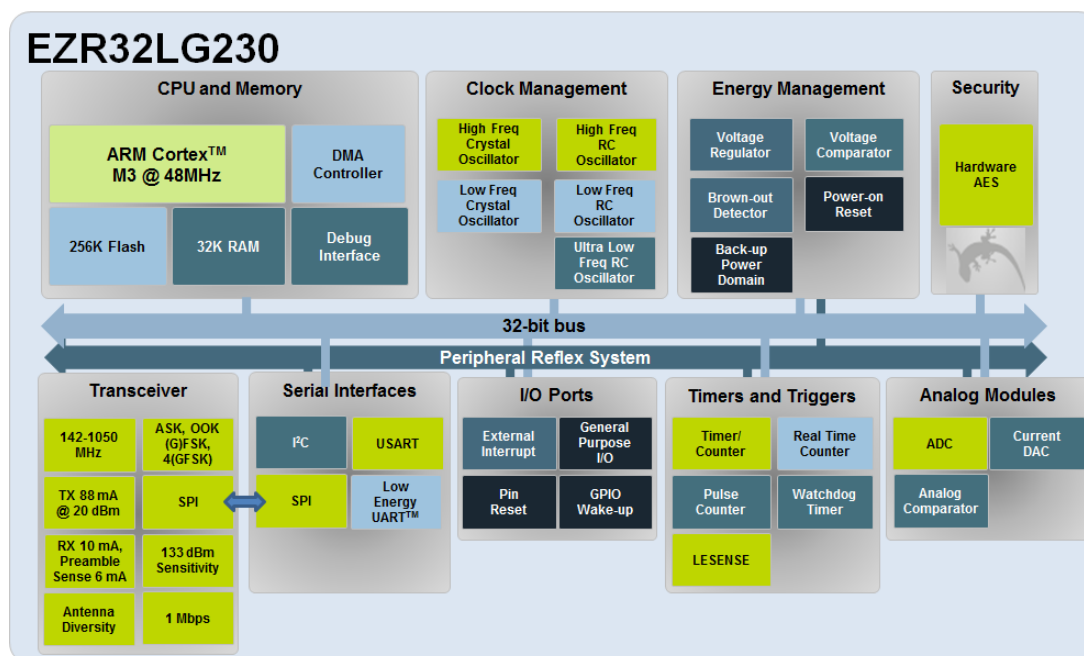 EZR32LG230
CPU and Memory
ARM Cortex™
M3 @ 48MHz
DMA
Controller
256K Flash
32K RAM
Debug
Interface
Clock Management
High Freq
Crystal
Oscillator
High Freq
RC
Oscillator
Low Freq
Crystal
Oscillator
Low Freq
RC
Oscillator
Ultra Low
Freq RC
Oscillator
Energy Management
Voltage
Regulator
Voltage
Comparator
Brown-out
Detector
Power-on
Reset
Back-up
Power
Domain
Security
Hardware
AES
32-bit bus
Peripheral Reflex System
Transceiver
142-1050
MHz
ASK, OOK
(G)FSK,
4(GFSK)
TX 88 mA
@ 20 dBm
SPI
RX 10 mA,
Preamble
Sense 6 mA
133 dBm
Sensitivity
Antenna
Diversity
1 Mbps
Serial Interfaces
I²C
USART
SPI
Low
Energy
UART™
I/O Ports
External
Interrupt
General
Purpose
I/O
Pin
Reset
GPIO
Wake-up
Timers and Triggers
Timer/
Counter
Real Time
Counter
Pulse
Counter
Watchdog
Timer
LESENSE
Analog Modules
ADC
Current
DAC
Analog
Comparator